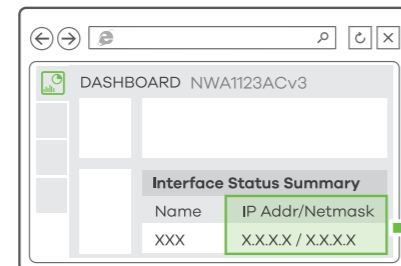 DASHBOARD NWA1123ACv3
Interface Status Summary
Name IP Addr/Netmask
XXX X.X.X.X / X.X.X.X